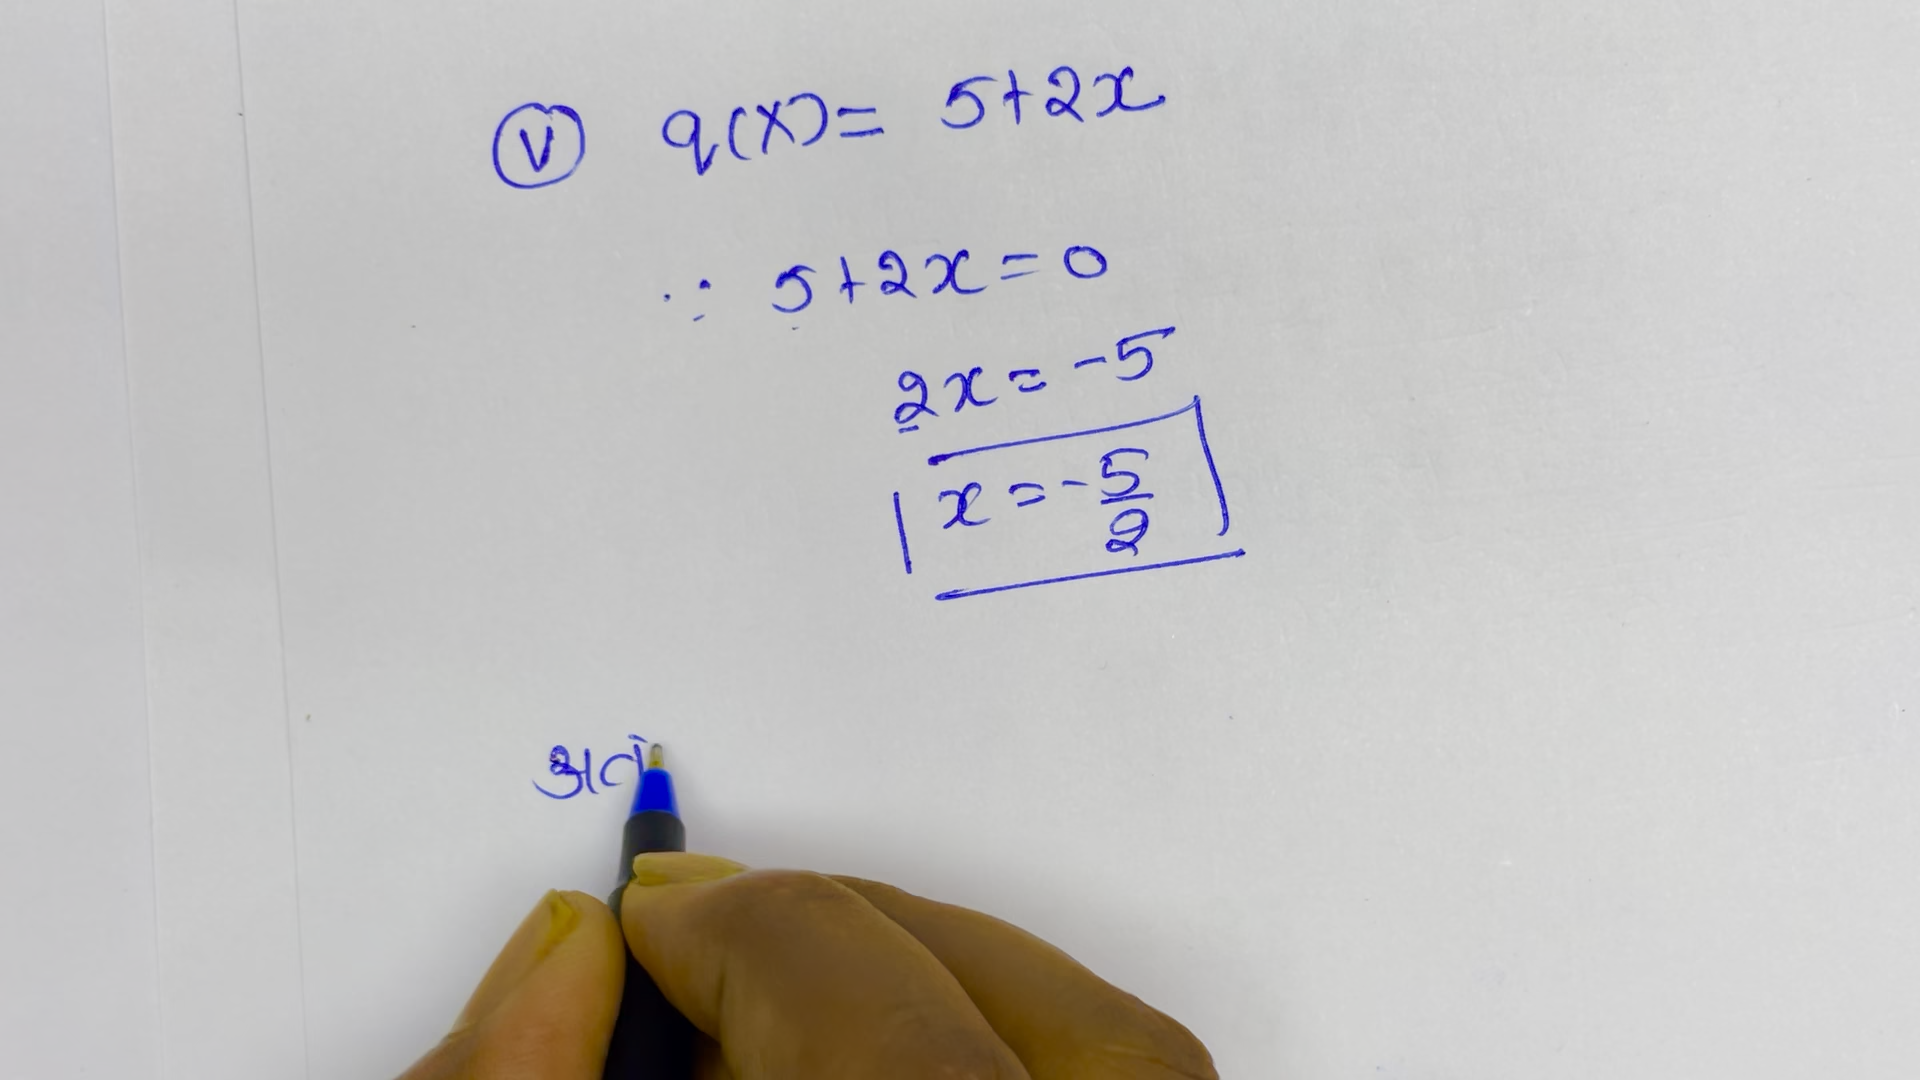 (V) q(x) = 5+2x
∵ 5+2x=0
2x = -5
x = -5/2